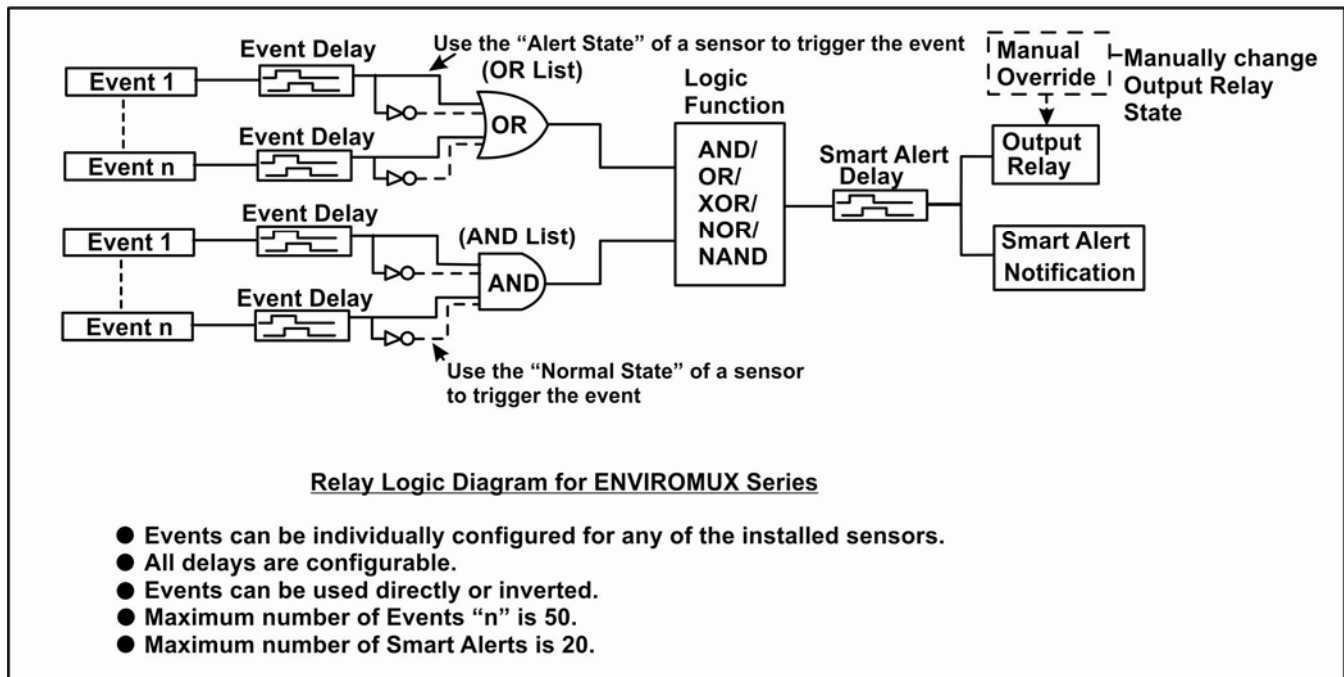 Event Delay
Use the “Alert State” of a sensor to trigger the event
(OR List)
Event 1
OR
Event Delay
Event n
Event Delay
(AND List)
Event 1
AND
Event Delay
Event n
Use the “Normal State” of a sensor
to trigger the event
Logic
Function
AND/
OR/
XOR/
NOR/
NAND
Smart Alert
Delay
Manual
Override
Manually change
Output Relay
State
Output
Relay
Smart Alert
Notification
Relay Logic Diagram for ENVIROMUX Series
● Events can be individually configured for any of the installed sensors.
● All delays are configurable.
● Events can be used directly or inverted.
● Maximum number of Events “n” is 50.
● Maximum number of Smart Alerts is 20.